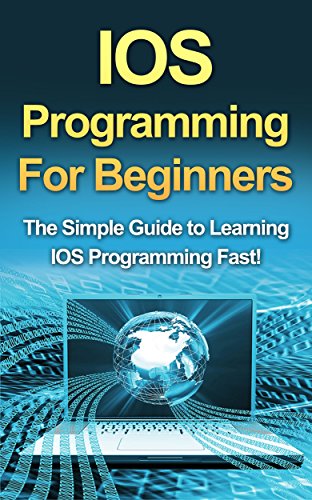 IOS
Programming
For Beginners
The Simple Guide to Learning
IOS Programming Fast!